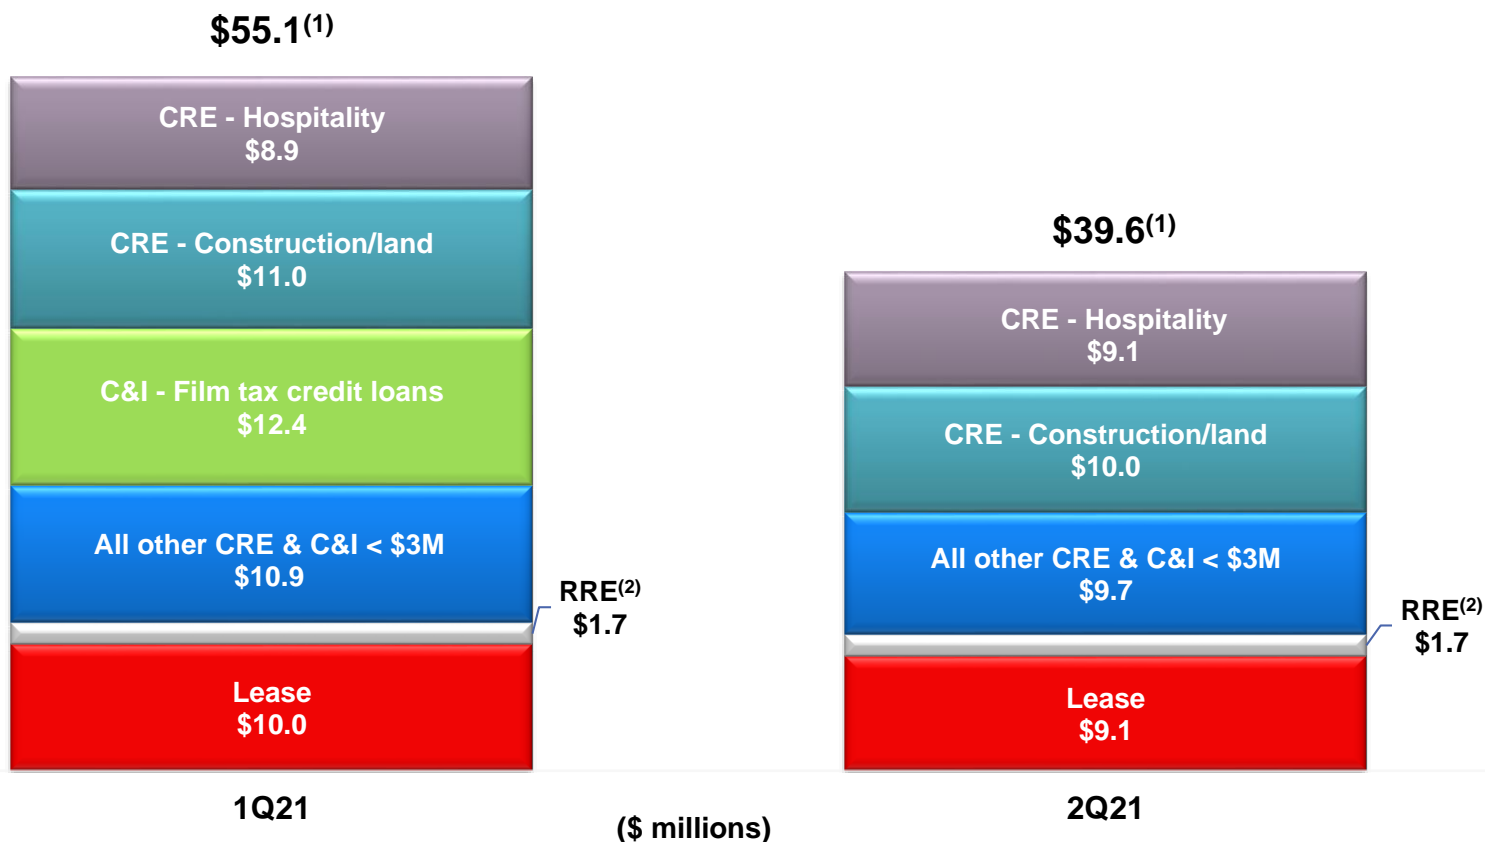 $55.1(1)
CRE - Hospitality
$8.9
CRE - Construction/land
$11.0
C&I - Film tax credit loans
$12.4
All other CRE & C&I < $3M
$10.9
RRE(2)
$1.7
Lease
$10.0
1Q21
$39.6(1)
CRE - Hospitality
$9.1
CRE - Construction/land
$10.0
All other CRE & C&I < $3M
$9.7
RRE(2)
$1.7
Lease
$9.1
2Q21
($ millions)